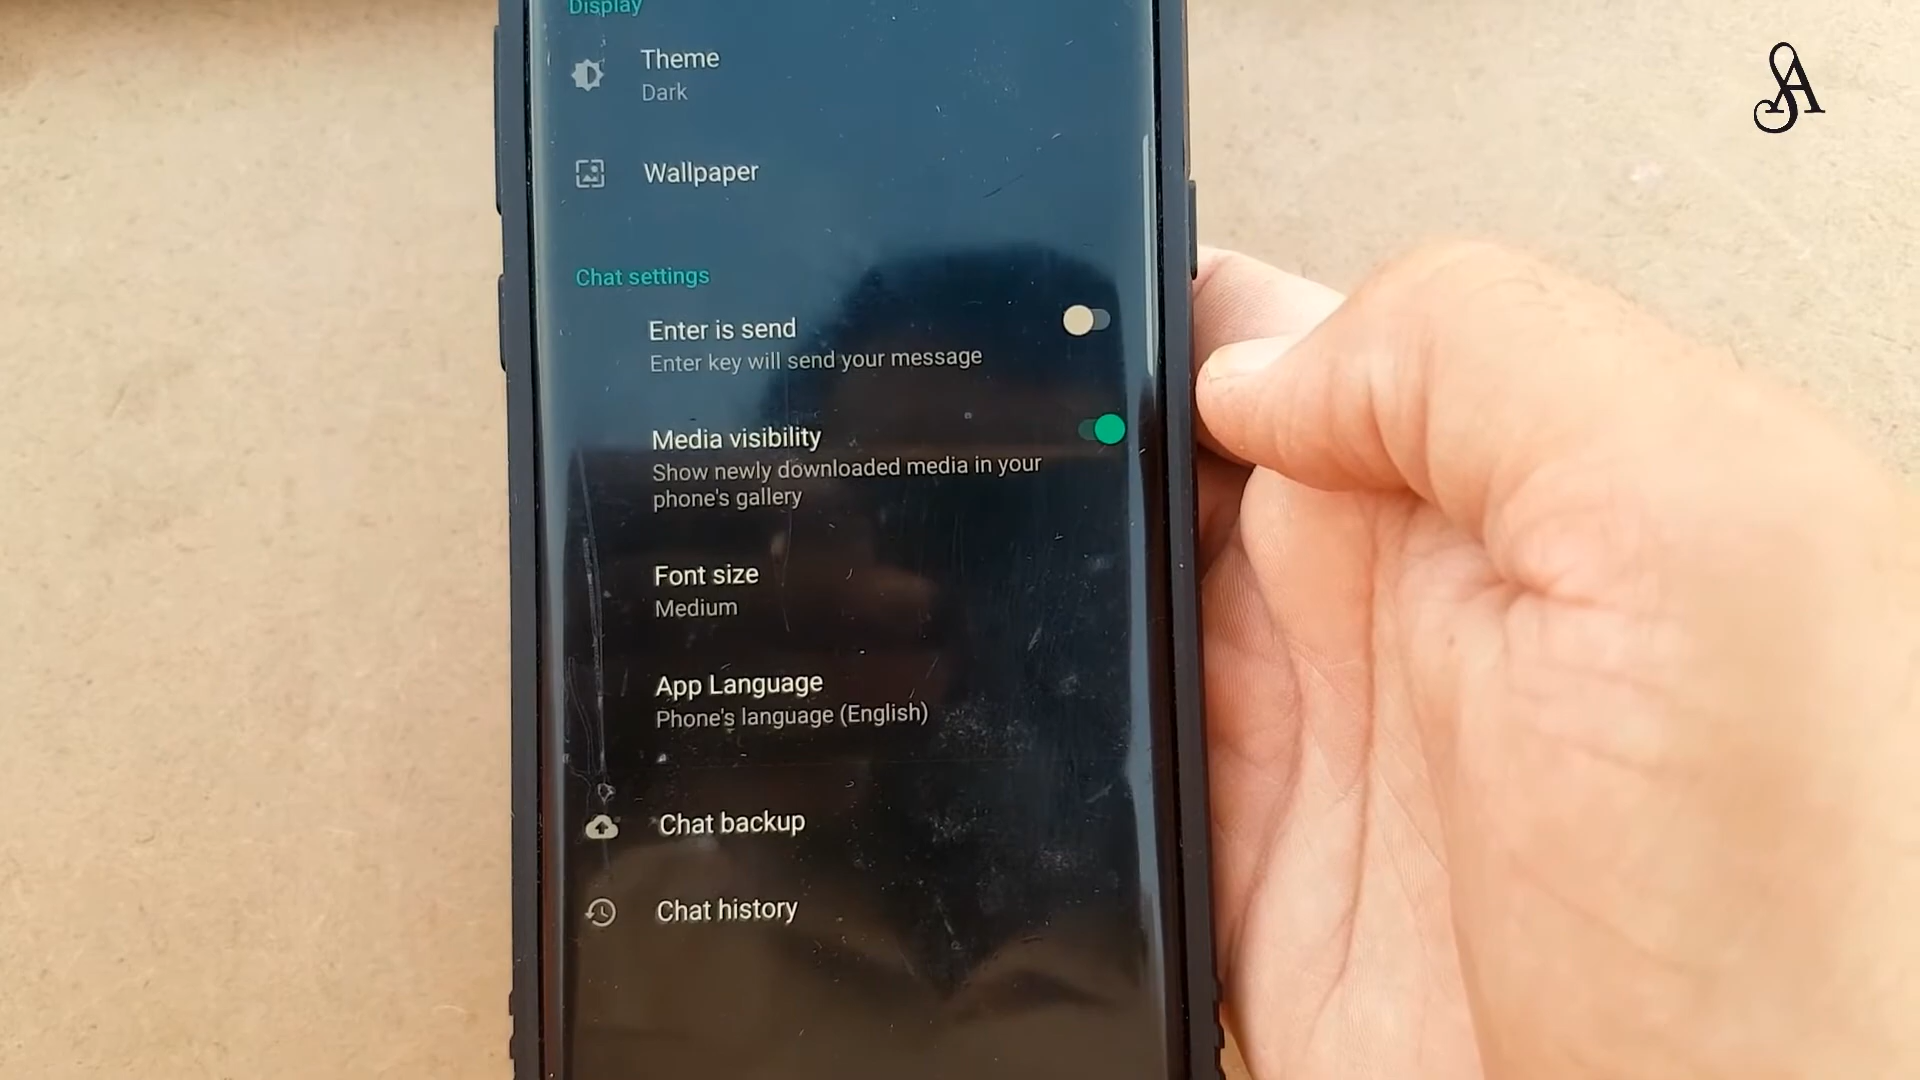 Display
Theme
Dark
Wallpaper
Chat settings
Enter is send
Enter key will send your message
Media visibility
Show newly downloaded media in your
phone's gallery
Font size
Medium
App Language
Phone's language (English)
Chat backup
Chat history